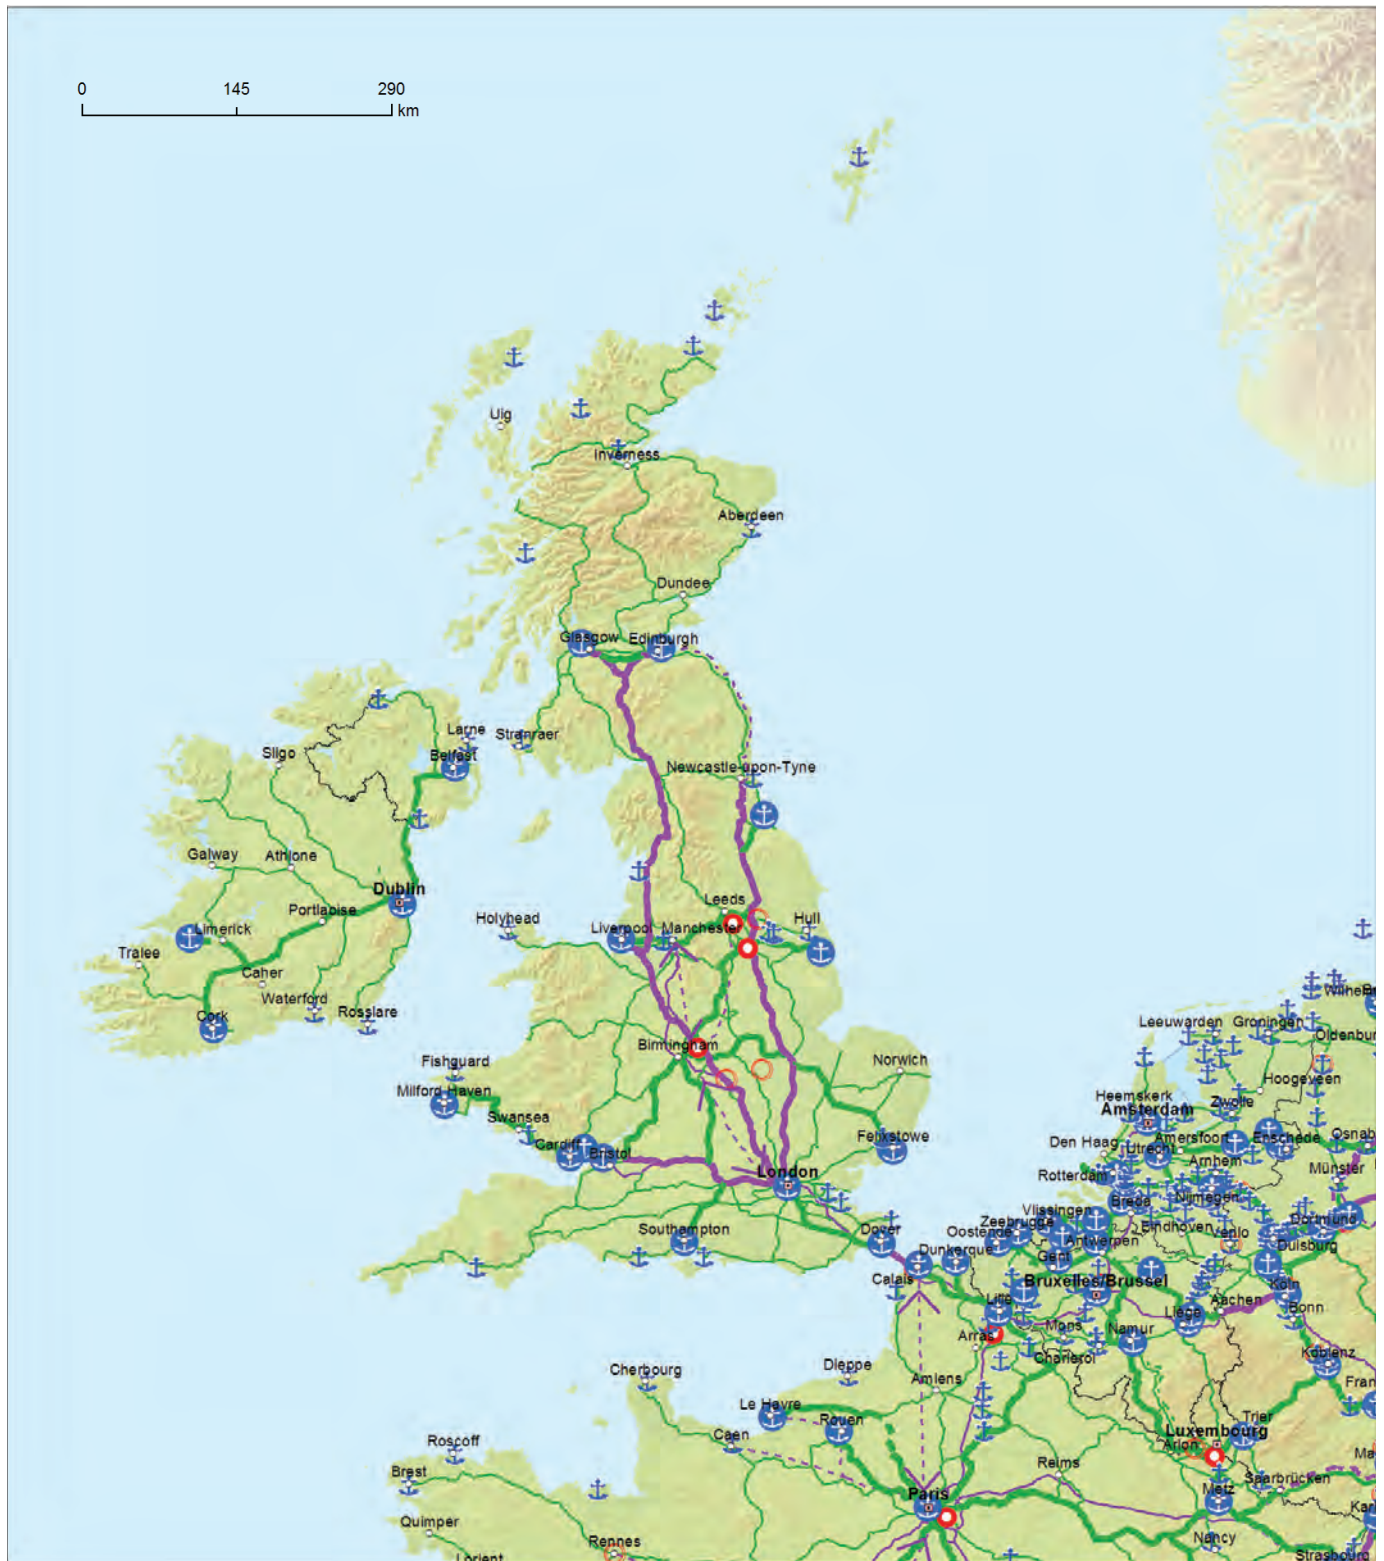 0 145 290
km
Uig
Inverness
Aberdeen
Dundee
Glasgow Edinburgh
Larne
Stranraer
Sligo
Belfast
Newcastle-upon-Tyne
Galway
Athlone
Dublin
Leeds
Portlaoise
Holyhead
Liverpool Manchester
Hull
Limerick
Tralee
Caher
Waterford
Rosslare
Cork
Birmingham
Fishguard
Norwich
Milford Haven
Swansea
Cardiff
Bristol
Felixstowe
London
Southampton
Dover
Leeuwarden Groningen
Oldenbur
Hoogeveen
Heemskerk
Zwolle
Amsterdam
Den Haag
Amersfoort
Enschede
Osnab
Utrecht
Arnhem
Münster
Rotterdam
Nijmegen
Breda
Vlissingen
Zeebrugge
Eindhoven
Venlo
Dortmund
Oostende
Antwerpen
Duisburg
Dunkerque
Gent
Calais
Bruxelles/Brussel
Köln
Aachen
Bonn
Lille
Liège
Mons
Namur
Arras
Charleroi
Koblenz
Cherbourg
Dieppe
Amiens
Fran
Le Havre
Rouen
Trier
Caen
Luxembourg
Arlon
Roscoff
Reims
Ma
Brest
Saarbrücken
Paris
Metz
Kar
Quimper
Rennes
Nancy
Lorient
Strasbourg